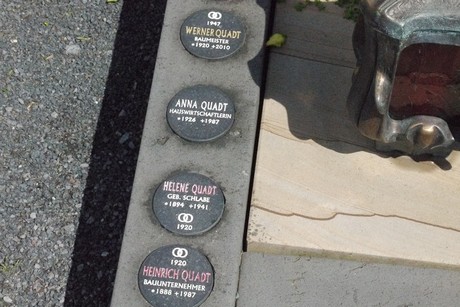 1947
WERNER QUADT
BAUMEISTER
*1920 +2010
ANNA QUADT
HAUSWIRTSCHAFTLERIN
*1926 +1987
HELENE QUADT
GEB. SCHLABE
*1894 +1941
1920
1920
HEINRICH QUADT
BAUUNTERNEHMER
*1888 +1987